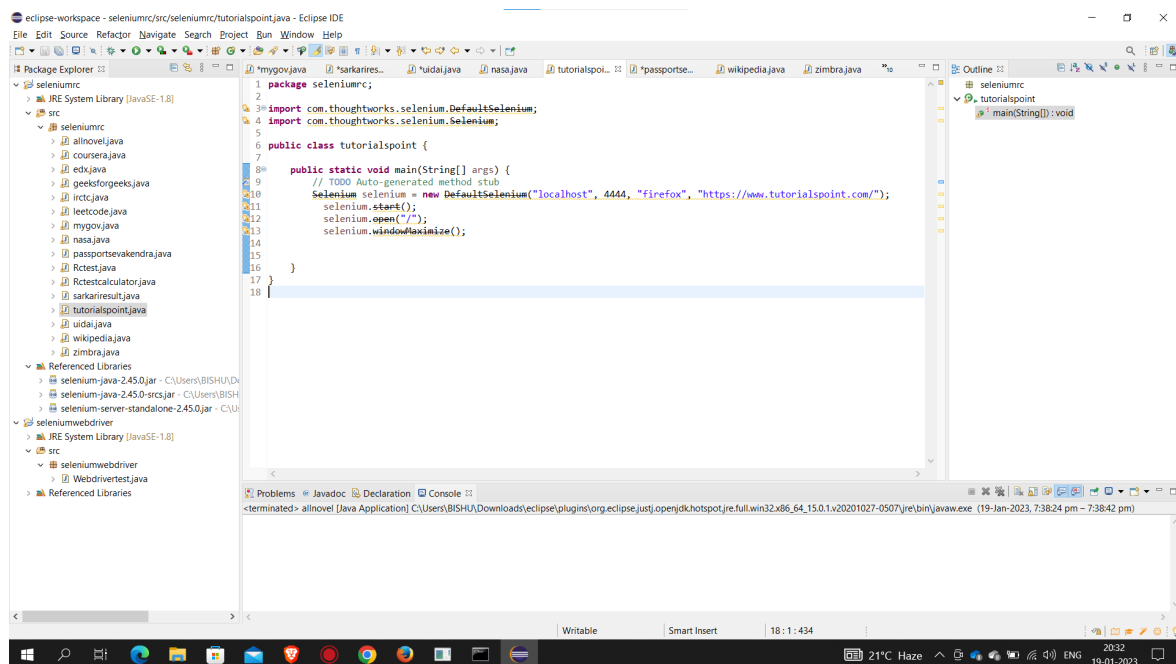 eclipse-workspace - seleniumrc/src/seleniumrc/tutorialspoint.java - Eclipse IDE
File Edit Source Refactor Navigate Search Project Run Window Help
Package Explorer
seleniumrc
JRE System Library [JavaSE-1.8]
src
seleniumrc
allnovel.java
coursera.java
edx.java
geeksforgeeks.java
irctc.java
leetcode.java
mygov.java
nasa.java
passportsevakendra.java
Rctest.java
Rctestcalculator.java
sarkariresult.java
tutorialspoint.java
uidai.java
wikipedia.java
zimbra.java
Referenced Libraries
selenium-java-2.45.0.jar - C:\Users\BISHU\Do
selenium-java-2.45.0-srcs.jar - C:\Users\BISH
selenium-server-standalone-2.45.0.jar - C:\Us
seleniumwebdriver
JRE System Library [JavaSE-1.8]
src
seleniumwebdriver
Webdrivertest.java
Referenced Libraries
*mygov.java *sarkarires... *uidai.java nasa.java tutorialspoi... *passportse... wikipedia.java zimbra.java »10
1 package seleniumrc;
2
3 import com.thoughtworks.selenium.DefaultSelenium;
4 import com.thoughtworks.selenium.Selenium;
5
6 public class tutorialspoint {
7
8 public static void main(String[] args) {
9 // TODO Auto-generated method stub
10 Selenium selenium = new DefaultSelenium("localhost", 4444, "firefox", "https://www.tutorialspoint.com/");
11 selenium.start();
12 selenium.open("/");
13 selenium.windowMaximize();
14
15
16 }
17 }
18
Outline
seleniumrc
tutorialspoint
main(String[]) : void
Problems Javadoc Declaration Console
<terminated> allnovel [Java Application] C:\Users\BISHU\Downloads\eclipse\plugins\org.eclipse.justj.openjdk.hotspot.jre.full.win32.x86_64_15.0.1.v20201027-0507\jre\bin\javaw.exe (19-Jan-2023, 7:38:24 pm – 7:38:42 pm)
Writable Smart Insert 18 : 1 : 434
21°C Haze ENG 20:32
19-01-2023